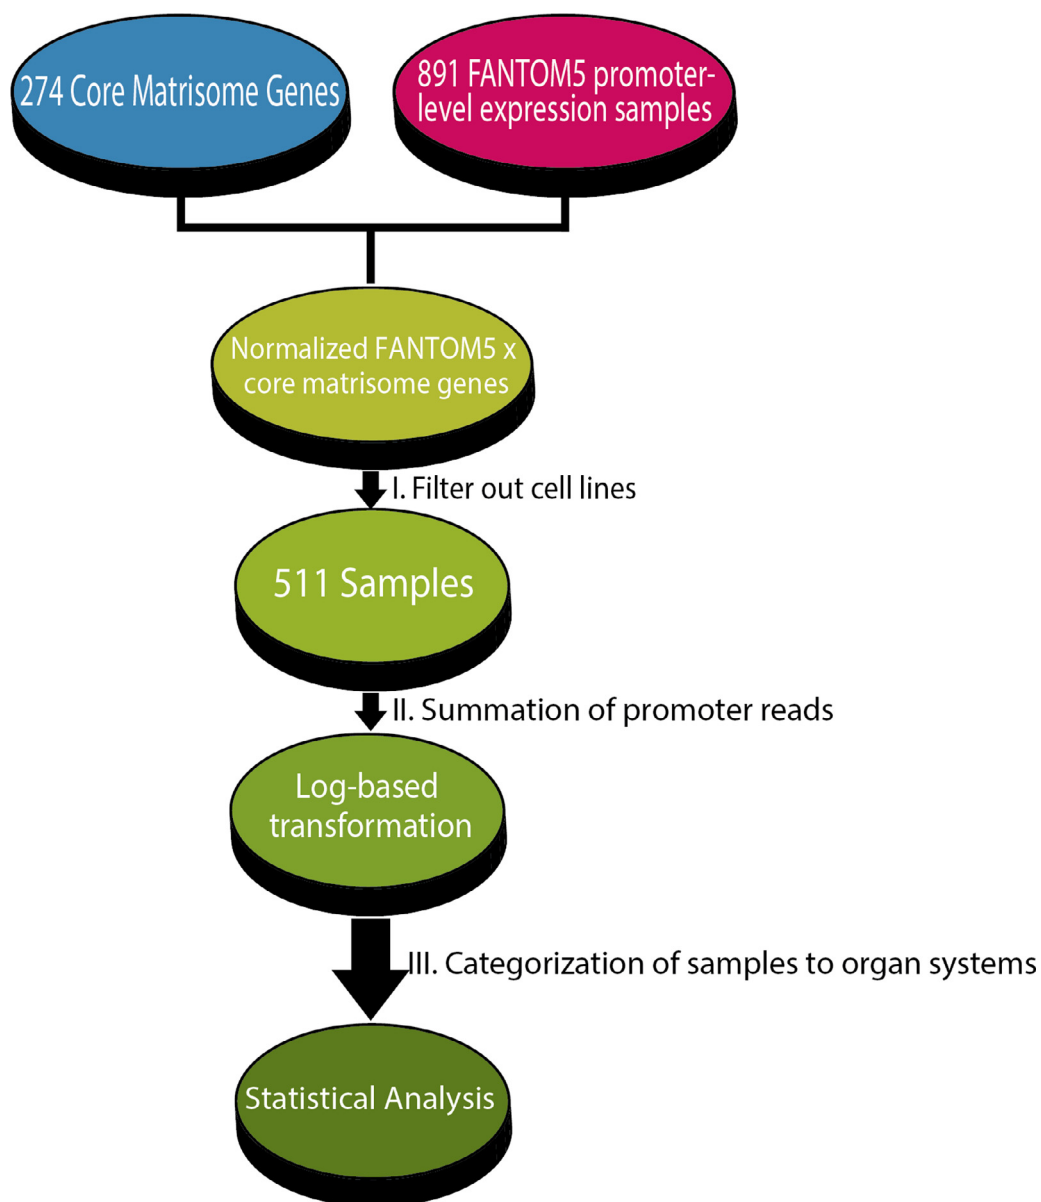 274 Core Matrisome Genes
891 FANTOM5 promoter-
level expression samples
Normalized FANTOM5 x
core matrisome genes
I. Filter out cell lines
511 Samples
II. Summation of promoter reads
Log-based
transformation
III. Categorization of samples to organ systems
Statistical Analysis